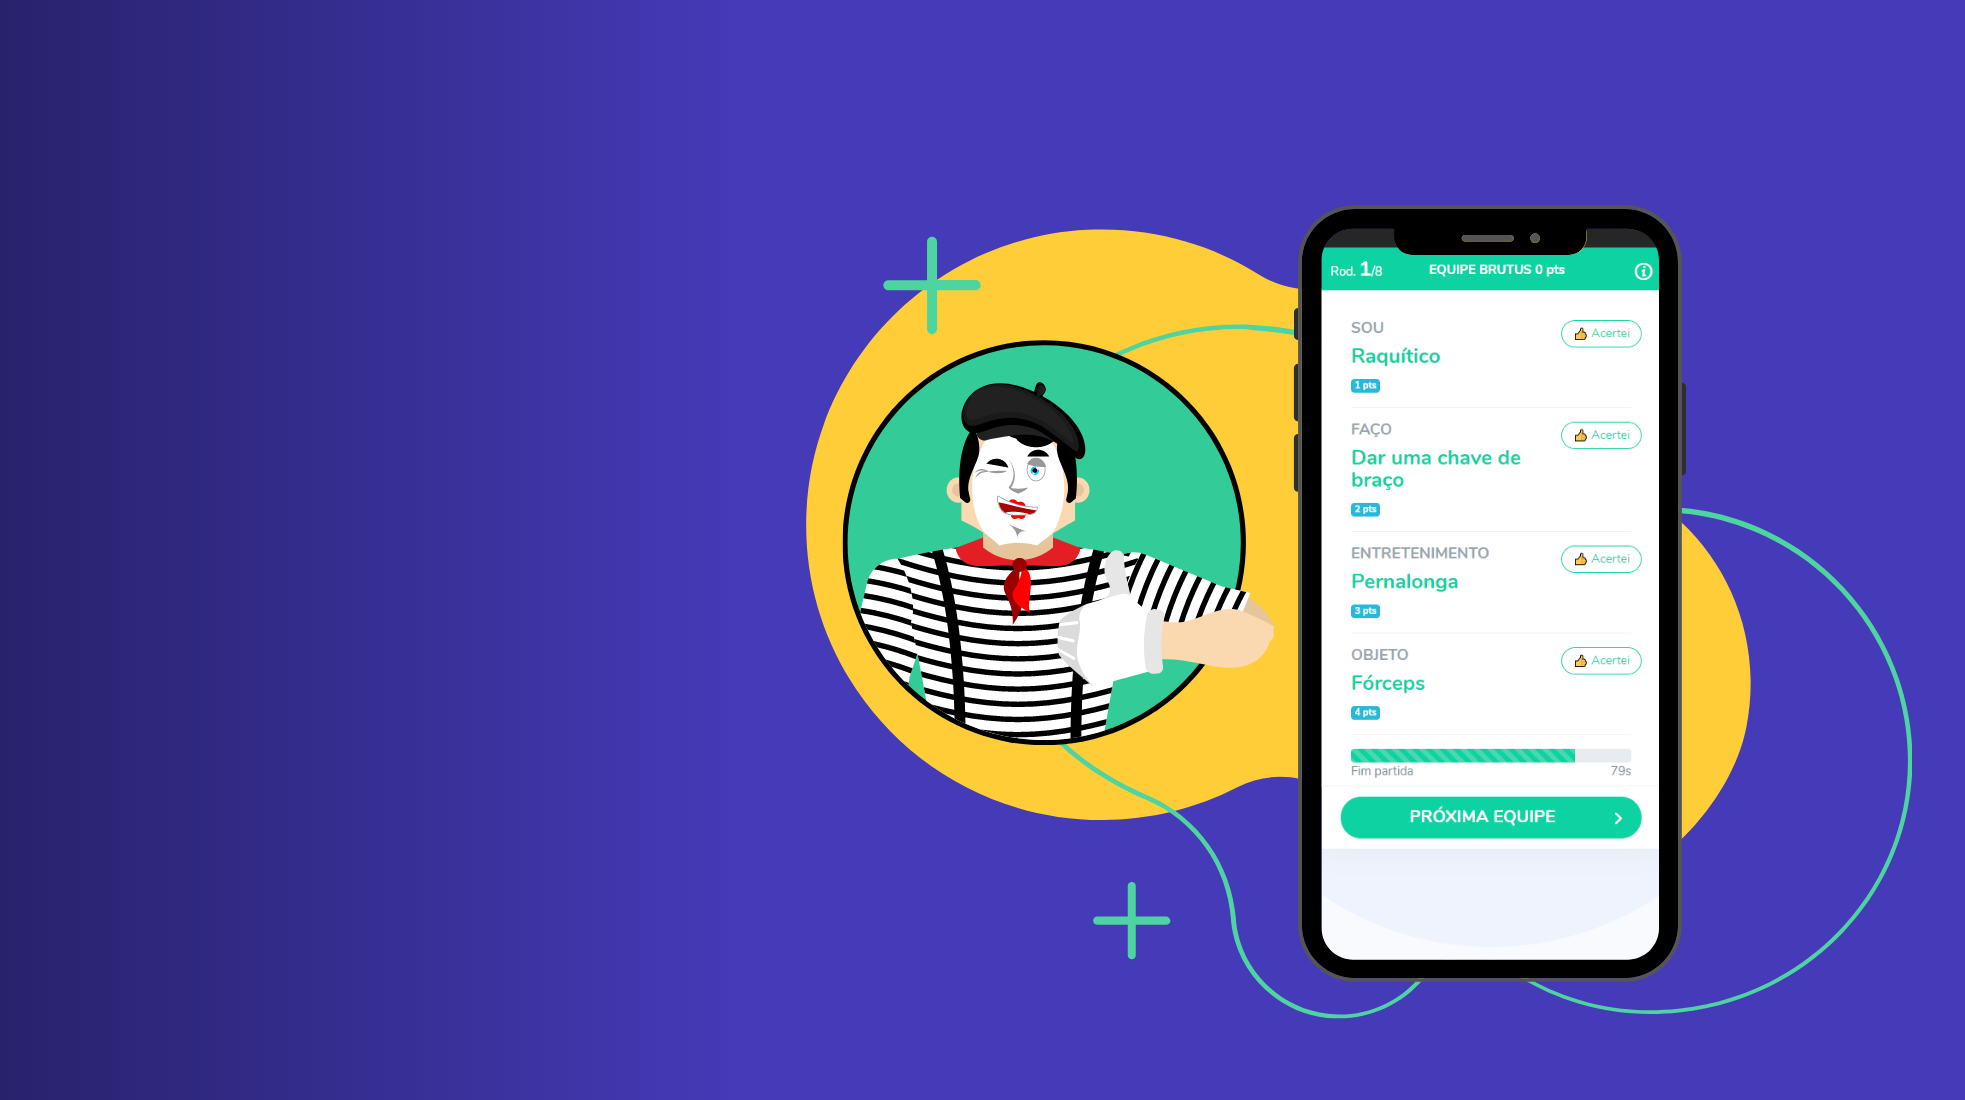 Rod. 1/8 EQUIPE BRUTUS 0 pts
SOU
Acertei
Raquítico
1 pts
FAÇO
Acertei
Dar uma chave de
braço
2 pts
ENTRETENIMENTO
Acertei
Pernalonga
3 pts
OBJETO
Acertei
Fórceps
4 pts
Fim partida 79s
PRÓXIMA EQUIPE